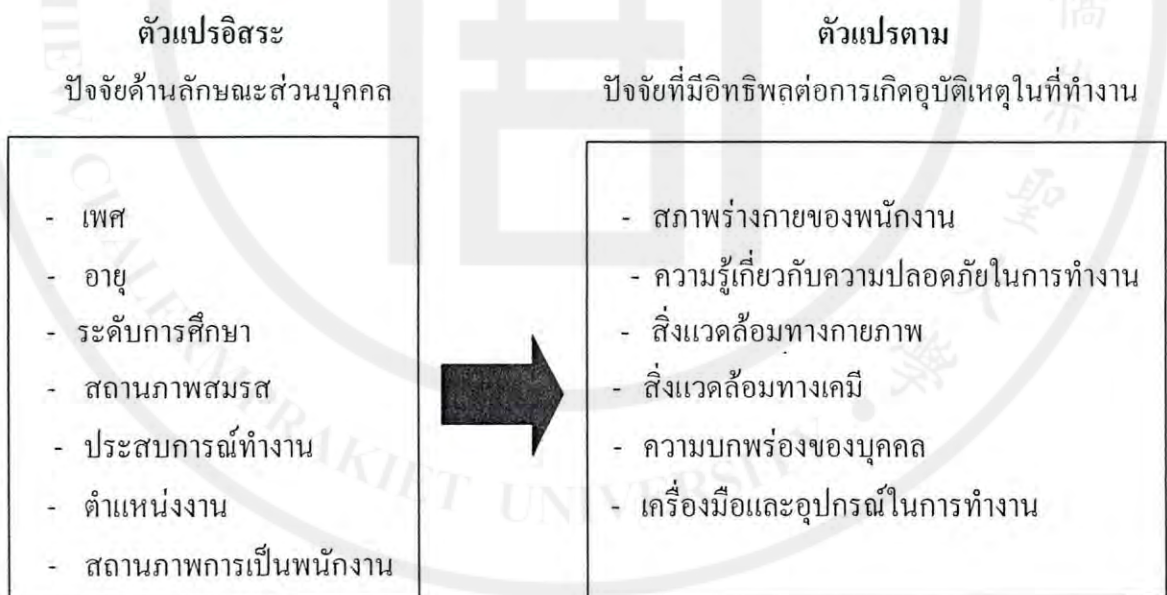 ตัวแปรอิสระ
ปัจจัยด้านลักษณะส่วนบุคคล
- เพศ
- อายุ
- ระดับการศึกษา
- สถานภาพสมรส
- ประสบการณ์ทำงาน
- ตำแหน่งงาน
- สถานภาพการเป็นพนักงาน
ตัวแปรตาม
ปัจจัยที่มีอิทธิพลต่อการเกิดอุบัติเหตุในที่ทำงาน
- สภาพร่างกายของพนักงาน
- ความรู้เกี่ยวกับความปลอดภัยในการทำงาน
- สิ่งแวดล้อมทางกายภาพ
- สิ่งแวดล้อมทางเคมี
- ความบกพร่องของบุคคล
- เครื่องมือและอุปกรณ์ในการทำงาน
CHALERMPRAKIET UNIVERSITY